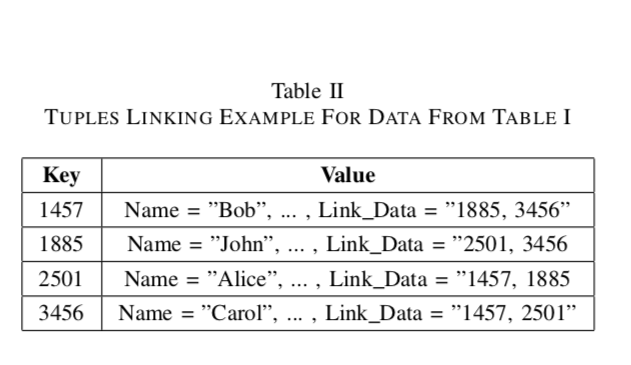 Table II
TUPLES LINKING EXAMPLE FOR DATA FROM TABLE I
Key Value
1457 Name = ”Bob”, ... , Link_Data = ”1885, 3456”
1885 Name = ”John”, ... , Link_Data = ”2501, 3456
2501 Name = ”Alice”, ... , Link_Data = ”1457, 1885
3456 Name = ”Carol”, ... , Link_Data = ”1457, 2501”